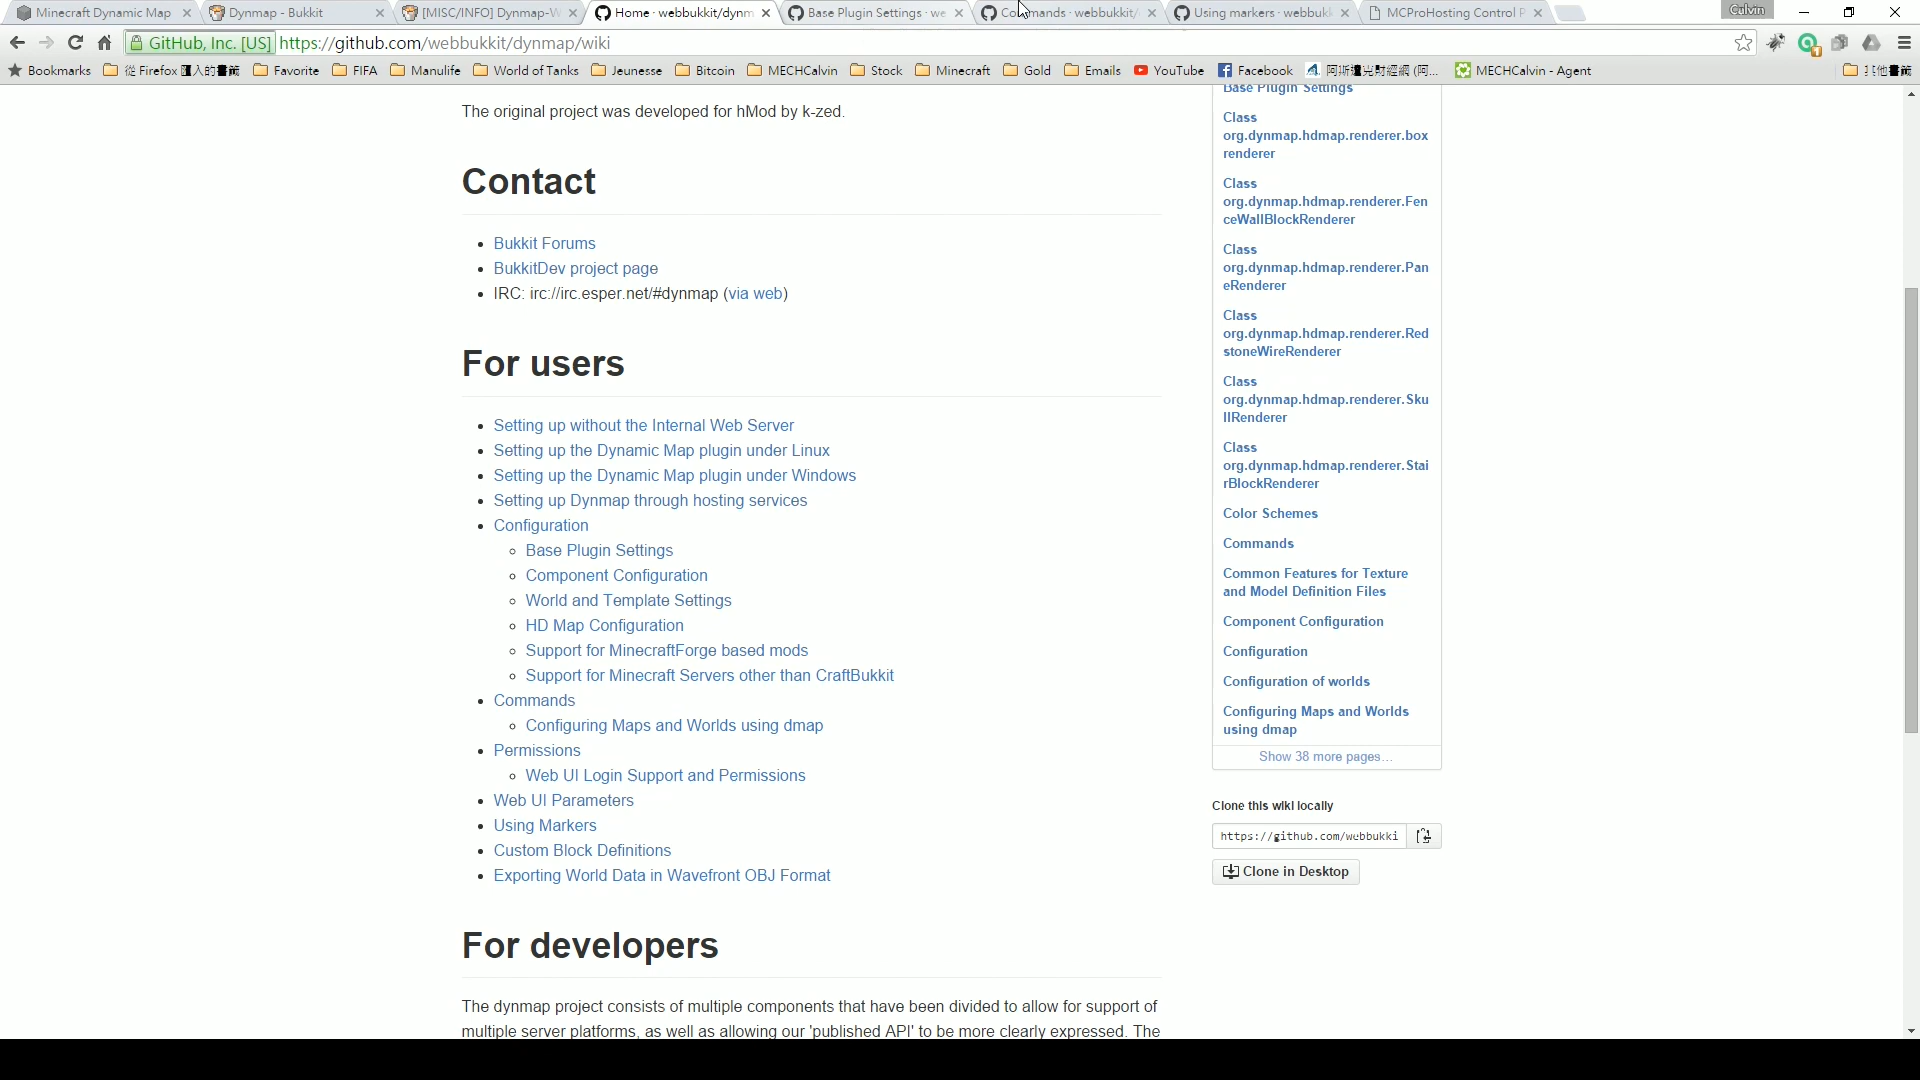 Minecraft Dynamic Map
Dynmap - Bukkit
[MISC/INFO] Dynmap-W
Home · webbukkit/dynm
Base Plugin Settings · we
Commands · webbukkit/
Using markers · webbukk
MCProHosting Control P
Calvin
GitHub, Inc. [US] https://github.com/webbukkit/dynmap/wiki
Bookmarks
從 Firefox 匯入的書籤
Favorite
FIFA
Manulife
World of Tanks
Jeunesse
Bitcoin
MECHCalvin
Stock
Minecraft
Gold
Emails
YouTube
Facebook
MECHCalvin - Agent
其他書籤
The original project was developed for hMod by k-zed.
Contact
Bukkit Forums
BukkitDev project page
IRC: irc://irc.esper.net/#dynmap (via web)
For users
Setting up without the Internal Web Server
Setting up the Dynamic Map plugin under Linux
Setting up the Dynamic Map plugin under Windows
Setting up Dynmap through hosting services
Configuration
Base Plugin Settings
Component Configuration
World and Template Settings
HD Map Configuration
Support for MinecraftForge based mods
Support for Minecraft Servers other than CraftBukkit
Commands
Configuring Maps and Worlds using dmap
Permissions
Web UI Login Support and Permissions
Web UI Parameters
Using Markers
Custom Block Definitions
Exporting World Data in Wavefront OBJ Format
For developers
The dynmap project consists of multiple components that have been divided to allow for support of
multiple server platforms, as well as allowing our 'published API' to be more clearly expressed. The
Base Plugin Settings
Class
org.dynmap.hdmap.renderer.box
renderer
Class
org.dynmap.hdmap.renderer.Fen
ceWallBlockRenderer
Class
org.dynmap.hdmap.renderer.Pan
eRenderer
Class
org.dynmap.hdmap.renderer.Red
stoneWireRenderer
Class
org.dynmap.hdmap.renderer.Sku
llRenderer
Class
org.dynmap.hdmap.renderer.Stai
rBlockRenderer
Color Schemes
Commands
Common Features for Texture
and Model Definition Files
Component Configuration
Configuration
Configuration of worlds
Configuring Maps and Worlds
using dmap
Show 38 more pages…
Clone this wiki locally
https://github.com/webbukki
Clone in Desktop